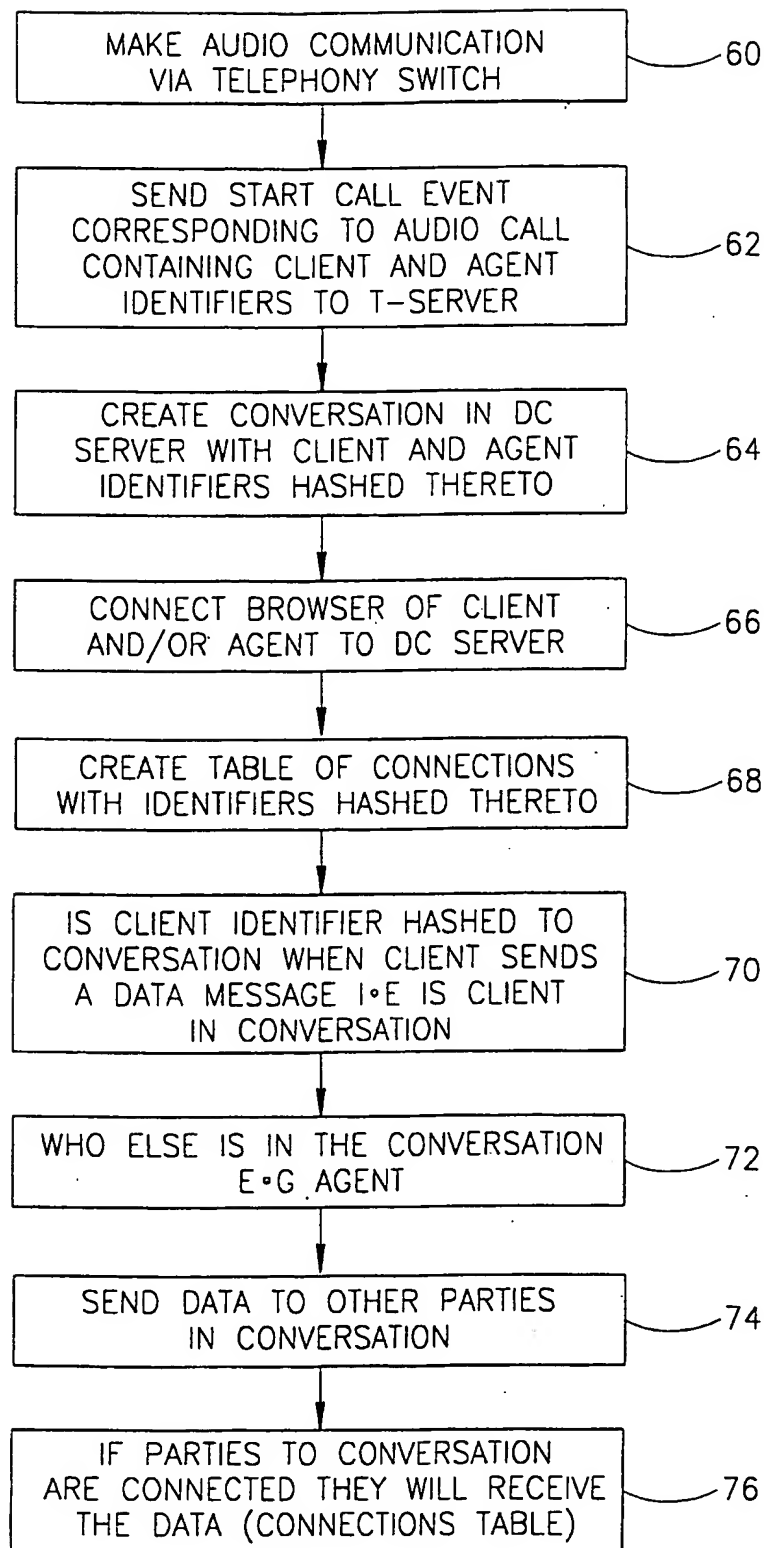 MAKE AUDIO COMMUNICATION
VIA TELEPHONY SWITCH
60
SEND START CALL EVENT
CORRESPONDING TO AUDIO CALL
CONTAINING CLIENT AND AGENT
IDENTIFIERS TO T-SERVER
62
CREATE CONVERSATION IN DC
SERVER WITH CLIENT AND AGENT
IDENTIFIERS HASHED THERETO
64
CONNECT BROWSER OF CLIENT
AND/OR AGENT TO DC SERVER
66
CREATE TABLE OF CONNECTIONS
WITH IDENTIFIERS HASHED THERETO
68
IS CLIENT IDENTIFIER HASHED TO
CONVERSATION WHEN CLIENT SENDS
A DATA MESSAGE I•E IS CLIENT
IN CONVERSATION
70
WHO ELSE IS IN THE CONVERSATION
E•G AGENT
72
SEND DATA TO OTHER PARTIES
IN CONVERSATION
74
IF PARTIES TO CONVERSATION
ARE CONNECTED THEY WILL RECEIVE
THE DATA (CONNECTIONS TABLE)
76